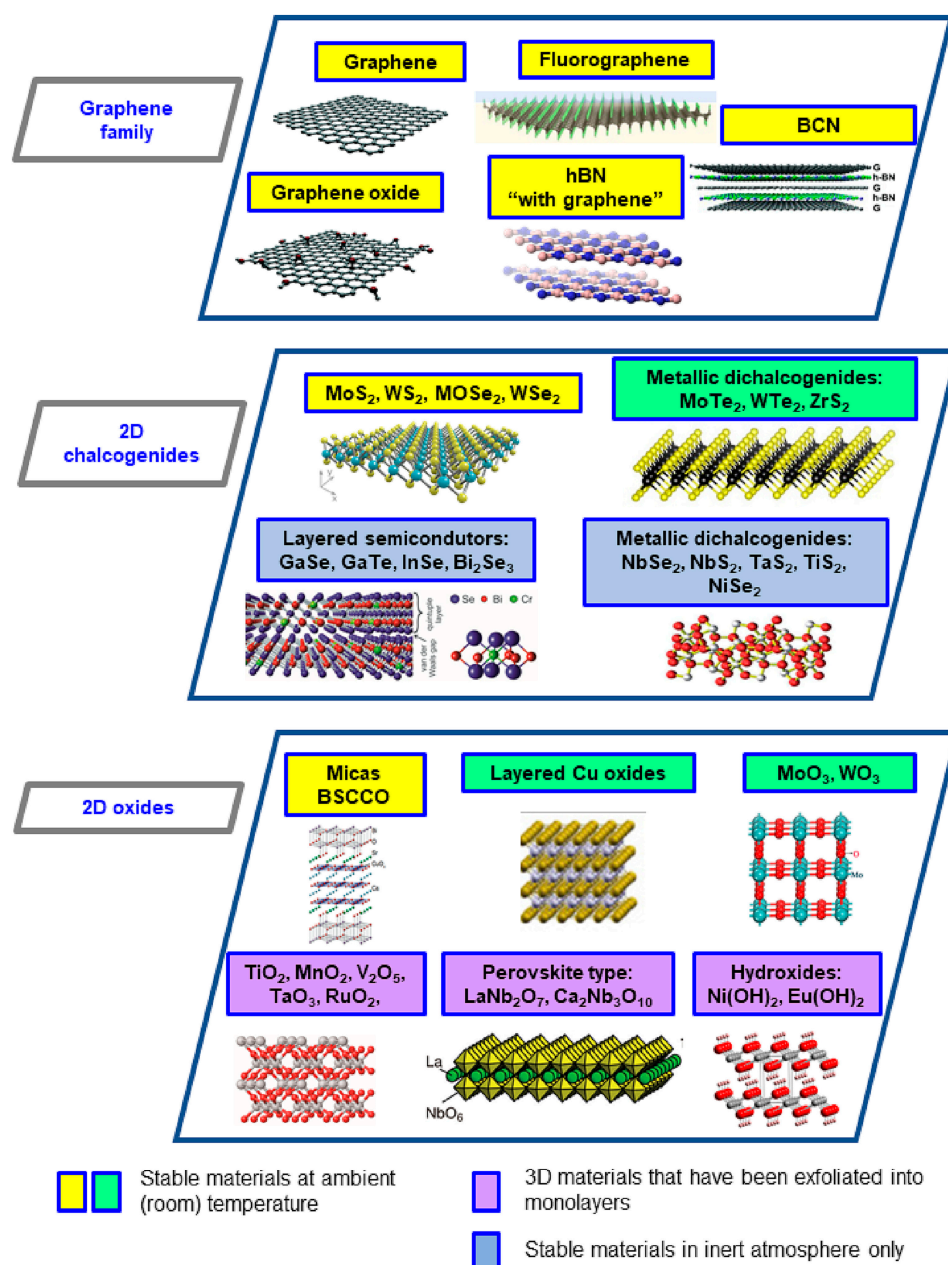 Graphene
family
Graphene
Fluorographene
BCN
Graphene oxide
hBN
“with graphene”
G
h-BN
G
h-BN
G
2D
chalcogenides
MoS2, WS2, MOSe2, WSe2
Metallic dichalcogenides:
MoTe2, WTe2, ZrS2
Y
X
Layered semicondutors:
GaSe, GaTe, InSe, Bi2Se3
Metallic dichalcogenides:
NbSe2, NbS2, TaS2, TiS2,
NiSe2
Se Bi Cr
quintuple
layer
van der
Waals gap
2D oxides
Micas
BSCCO
Layered Cu oxides
MoO3, WO3
Bi
O
Sr
Ca
O
Mo
TiO2, MnO2, V2O5,
TaO3, RuO2,
Perovskite type:
LaNb2O7, Ca2Nb3O10
Hydroxides:
Ni(OH)2, Eu(OH)2
La
NbO6
Stable materials at ambient
(room) temperature
3D materials that have been exfoliated into
monolayers
Stable materials in inert atmosphere only